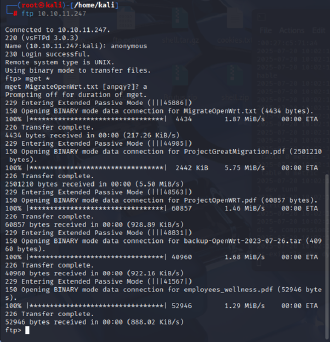 (root㉿kali)-[/home/kali]
# ftp 10.10.11.247
Connected to 10.10.11.247.
220 (vsFTPd 3.0.3)
Name (10.10.11.247:kali): anonymous
230 Login successful.
Remote system type is UNIX.
Using binary mode to transfer files.
ftp> mget *
mget MigrateOpenWrt.txt [anpqy?]? a
Prompting off for duration of mget.
229 Entering Extended Passive Mode (|||45886|)
150 Opening BINARY mode data connection for MigrateOpenWrt.txt (4434 bytes).
100% |***********************************| 4434 1.87 MiB/s 00:00 ETA
226 Transfer complete.
4434 bytes received in 00:00 (217.26 KiB/s)
229 Entering Extended Passive Mode (|||44985|)
150 Opening BINARY mode data connection for ProjectGreatMigration.pdf (2501210
bytes).
100% |***********************************| 2442 KiB 5.75 MiB/s 00:00 ETA
226 Transfer complete.
2501210 bytes received in 00:00 (5.50 MiB/s)
229 Entering Extended Passive Mode (|||48563|)
150 Opening BINARY mode data connection for ProjectOpenWRT.pdf (60857 bytes).
100% |***********************************| 60857 1.46 MiB/s 00:00 ETA
226 Transfer complete.
60857 bytes received in 00:00 (928.89 KiB/s)
229 Entering Extended Passive Mode (|||48831|)
150 Opening BINARY mode data connection for backup-OpenWrt-2023-07-26.tar (409
60 bytes).
100% |***********************************| 40960 1.68 MiB/s 00:00 ETA
226 Transfer complete.
40960 bytes received in 00:00 (922.16 KiB/s)
229 Entering Extended Passive Mode (|||41567|)
150 Opening BINARY mode data connection for employees_wellness.pdf (52946 byte
s).
100% |***********************************| 52946 1.29 MiB/s 00:00 ETA
226 Transfer complete.
52946 bytes received in 00:00 (888.02 KiB/s)
ftp>